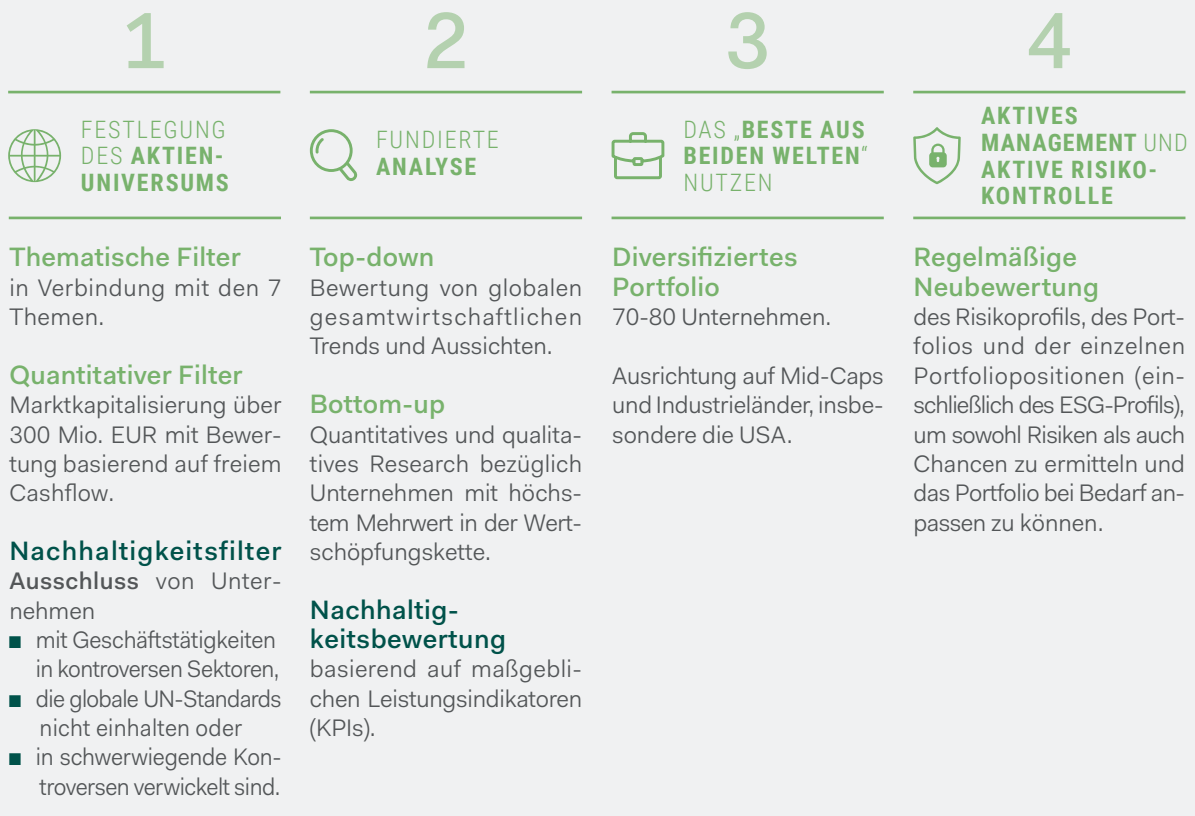 1
FESTLEGUNG
DES AKTIEN-
UNIVERSUMS
Thematische Filter
in Verbindung mit den 7
Themen.
Quantitativer Filter
Marktkapitalisierung über
300 Mio. EUR mit Bewer-
tung basierend auf freiem
Cashflow.
Nachhaltigkeitsfilter
Ausschluss von Unter-
nehmen
■ mit Geschäftstätigkeiten
in kontroversen Sektoren,
■ die globale UN-Standards
nicht einhalten oder
■ in schwerwiegende Kon-
troversen verwickelt sind.
2
FUNDIERTE
ANALYSE
Top-down
Bewertung von globalen
gesamtwirtschaftlichen
Trends und Aussichten.
Bottom-up
Quantitatives und qualita-
tives Research bezüglich
Unternehmen mit höchs-
tem Mehrwert in der Wert-
schöpfungskette.
Nachhaltig-
keitsbewertung
basierend auf maßgebli-
chen Leistungsindikatoren
(KPIs).
3
DAS „BESTE AUS
BEIDEN WELTEN“
NUTZEN
Diversifiziertes
Portfolio
70-80 Unternehmen.
Ausrichtung auf Mid-Caps
und Industrieländer, insbe-
sondere die USA.
4
AKTIVES
MANAGEMENT UND
AKTIVE RISIKO-
KONTROLLE
Regelmäßige
Neubewertung
des Risikoprofils, des Port-
folios und der einzelnen
Portfoliopositionen (ein-
schließlich des ESG-Profils),
um sowohl Risiken als auch
Chancen zu ermitteln und
das Portfolio bei Bedarf an-
passen zu können.